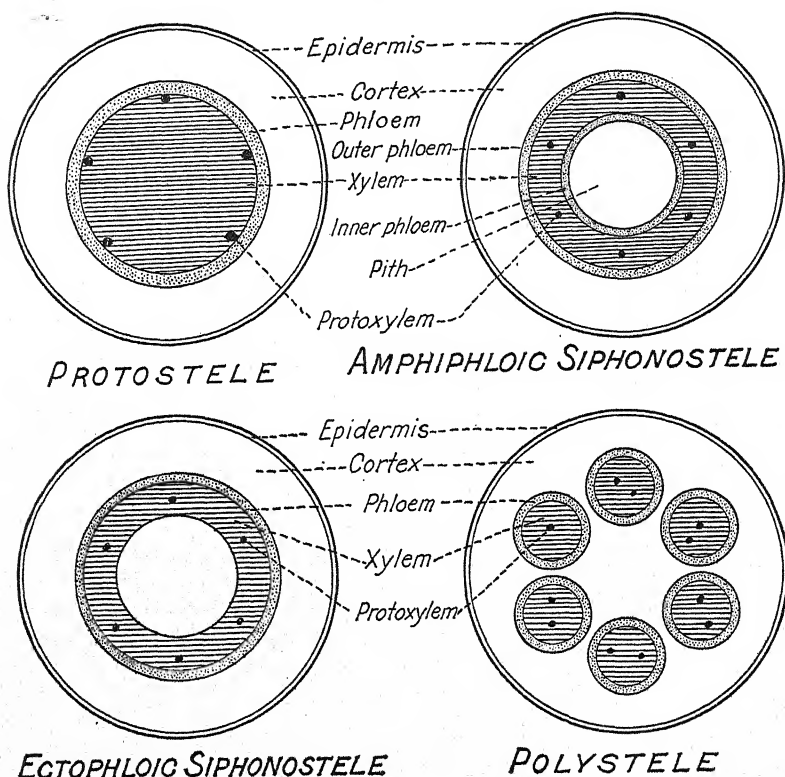 Epidermis
Cortex
Phloem
Outer phloem
Xylem
Inner phloem
Pith
Protoxylem
PROTOSTELE
AMPHIPHLOIC SIPHONOSTELE
Epidermis
Cortex
Phloem
Xylem
Protoxylem
ECTOPHLOIC SIPHONOSTELE
POLYSTELE